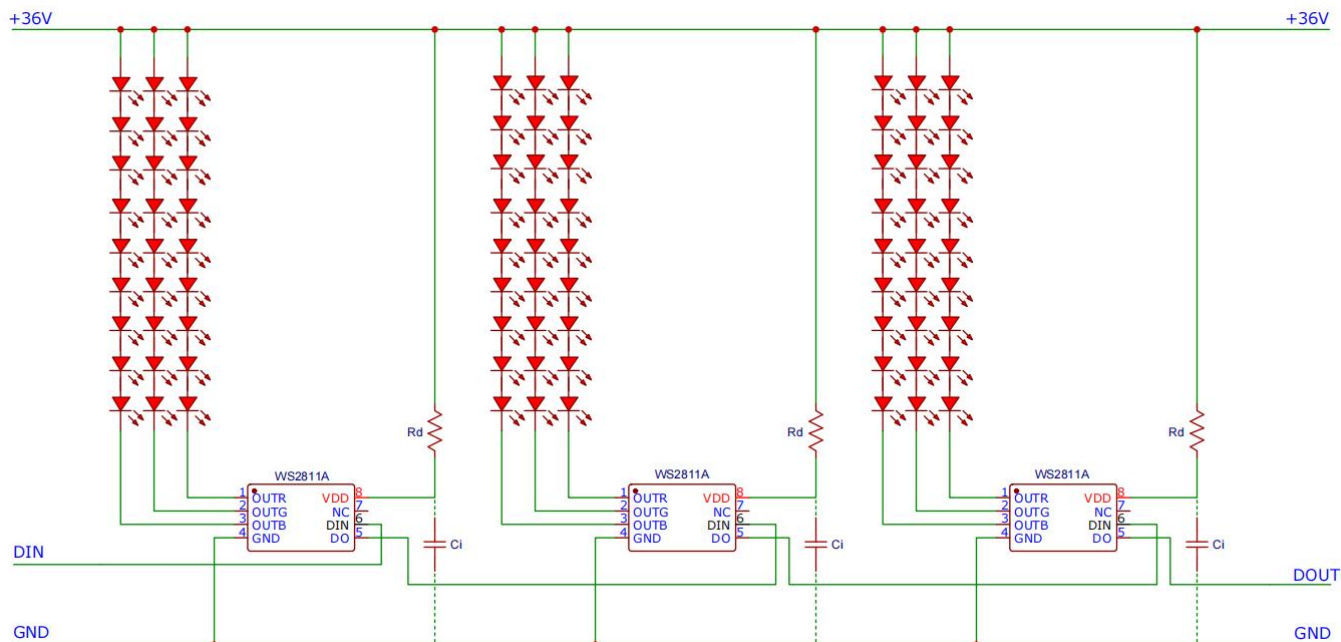 +36V +36V
Rd Rd Rd
WS2811A WS2811A WS2811A
1 OUTR VDD 8 1 OUTR VDD 8 1 OUTR VDD 8
2 OUTG NC 7 2 OUTG NC 7 2 OUTG NC 7
3 OUTB DIN 6 3 OUTB DIN 6 3 OUTB DIN 6
4 GND DO 5 4 GND DO 5 4 GND DO 5
Ci Ci Ci
DIN
DOUT
GND GND